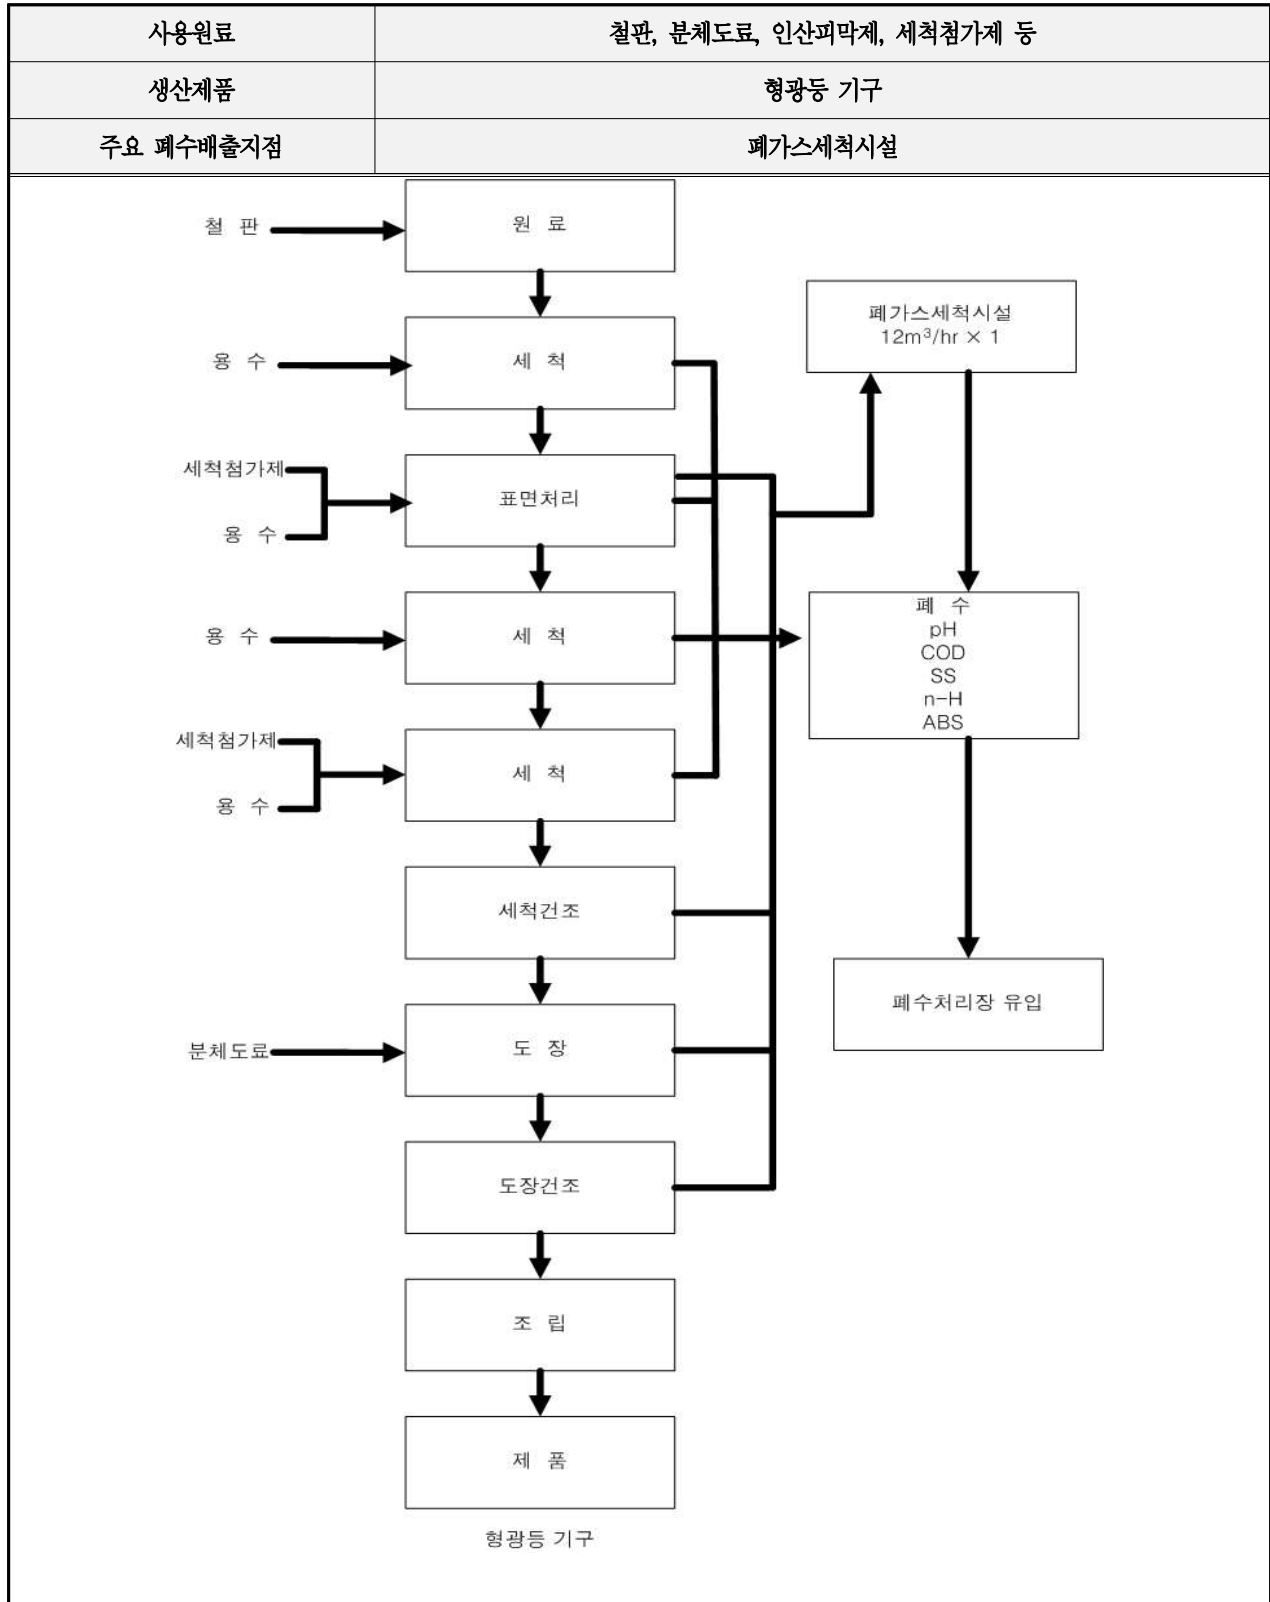 사용원료 철판, 분체도료, 인산피막제, 세척첨가제 등
생산제품 형광등 기구
주요 폐수배출지점 폐가스세척시설
철 판
원 료
폐가스세척시설
12m³/hr × 1
용 수
세 척
세척첨가제
표면처리
용 수
폐 수
pH
COD
SS
n-H
ABS
용 수
세 척
세척첨가제
세 척
용 수
세척건조
폐수처리장 유입
분체도료
도 장
도장건조
조 립
제 품
형광등 기구